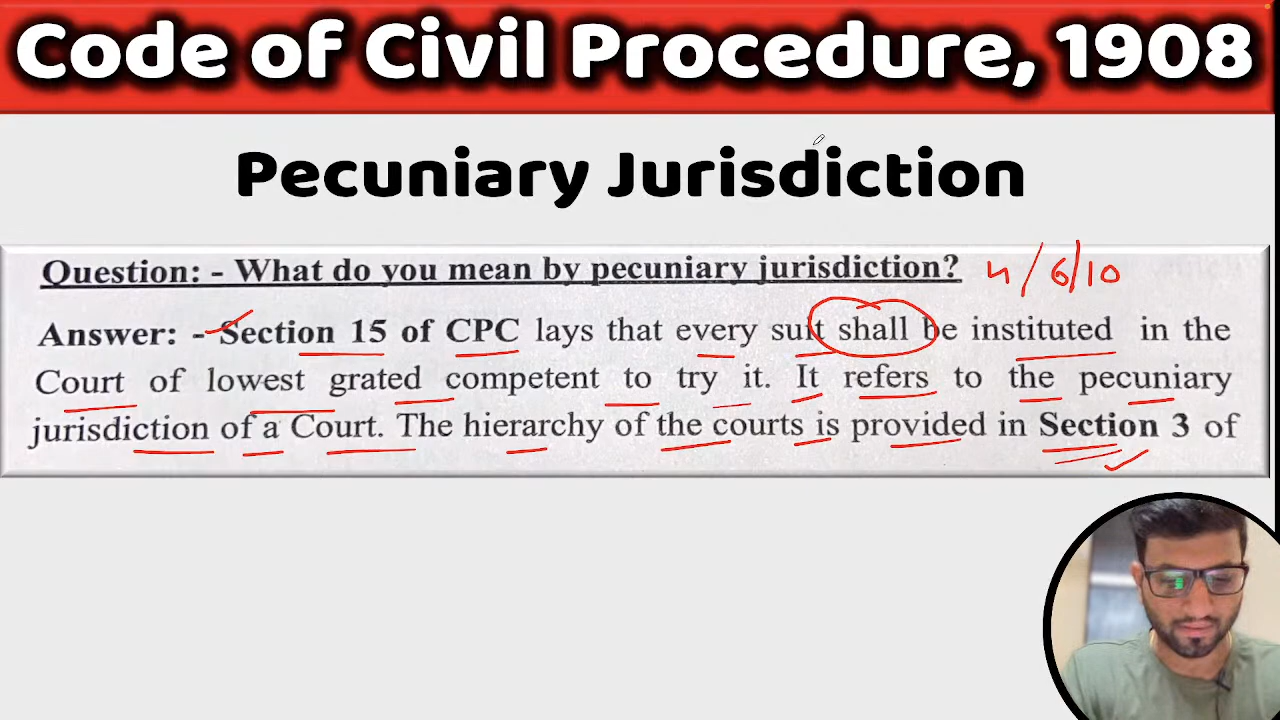 Code of Civil Procedure, 1908
Pecuniary Jurisdiction
Question: - What do you mean by pecuniary jurisdiction? 4/6/10
Answer: - Section 15 of CPC lays that every suit shall be instituted in the
Court of lowest grated competent to try it. It refers to the pecuniary
jurisdiction of a Court. The hierarchy of the courts is provided in Section 3 of